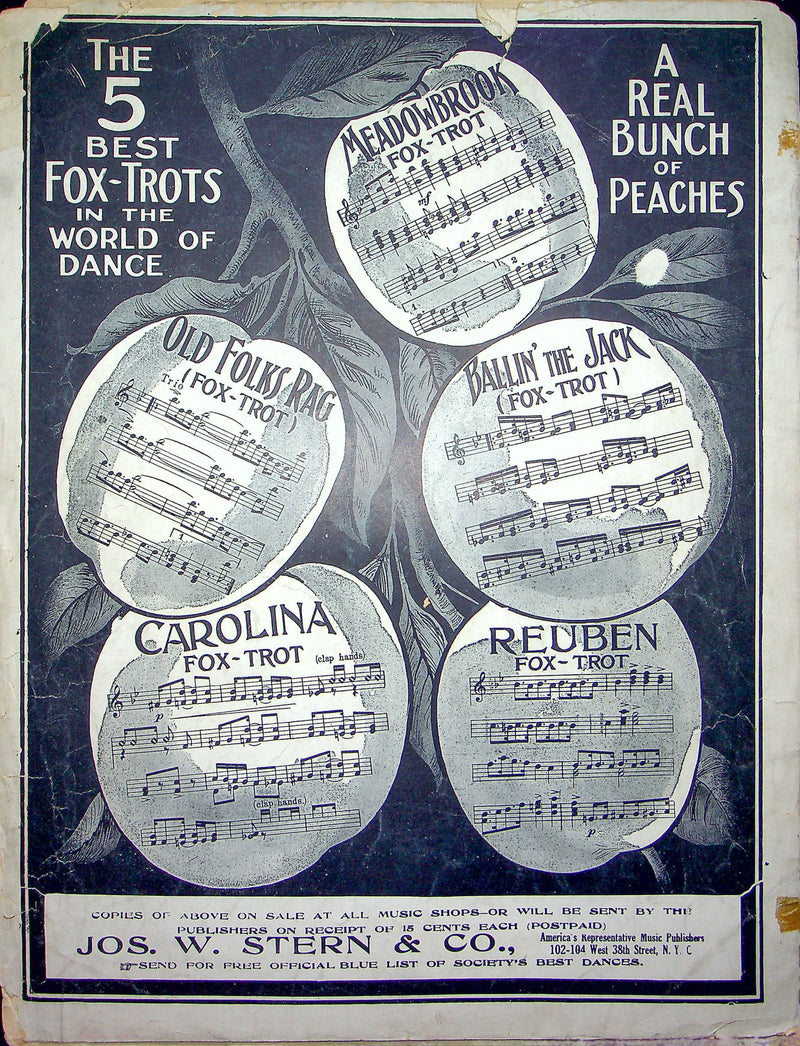 THE
5
BEST
FOX-TROTS
IN THE
WORLD OF
DANCE
A
REAL
BUNCH
OF
PEACHES
MEADOWBROOK
FOX-TROT
mf
1
2
OLD FOLKS RAG
(FOX-TROT)
Trio
1
BALLIN' THE JACK
(FOX-TROT)
CAROLINA
FOX-TROT
(clap hands)
p
(clap hands.)
REUBEN
FOX-TROT
p
COPIES OF ABOVE ON SALE AT ALL MUSIC SHOPS-OR WILL BE SENT BY THE
PUBLISHERS ON RECEIPT OF 15 CENTS EACH (POSTPAID)
JOS. W. STERN & CO.,
America's Representative Music Publishers
102-104 West 38th Street, N. Y. C
☞SEND FOR FREE OFFICIAL BLUE LIST OF SOCIETY'S BEST DANCES.